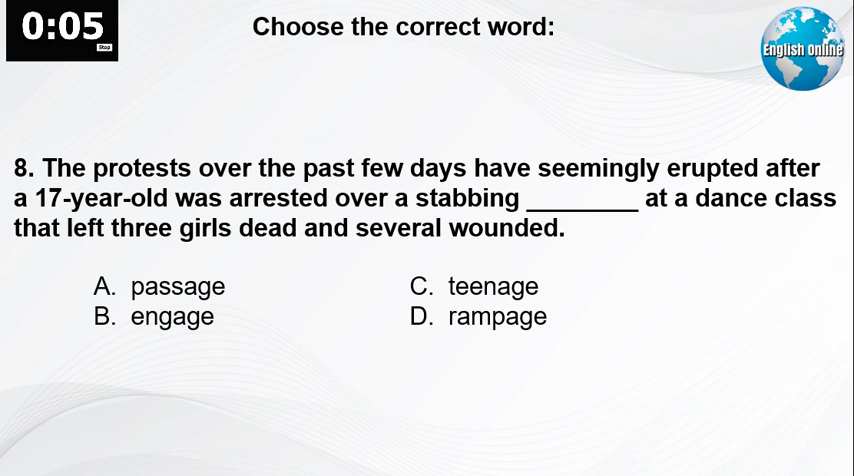 0:05
Stop
Choose the correct word:
English Online
8. The protests over the past few days have seemingly erupted after
a 17-year-old was arrested over a stabbing ________ at a dance class
that left three girls dead and several wounded.
A. passage
B. engage
C. teenage
D. rampage